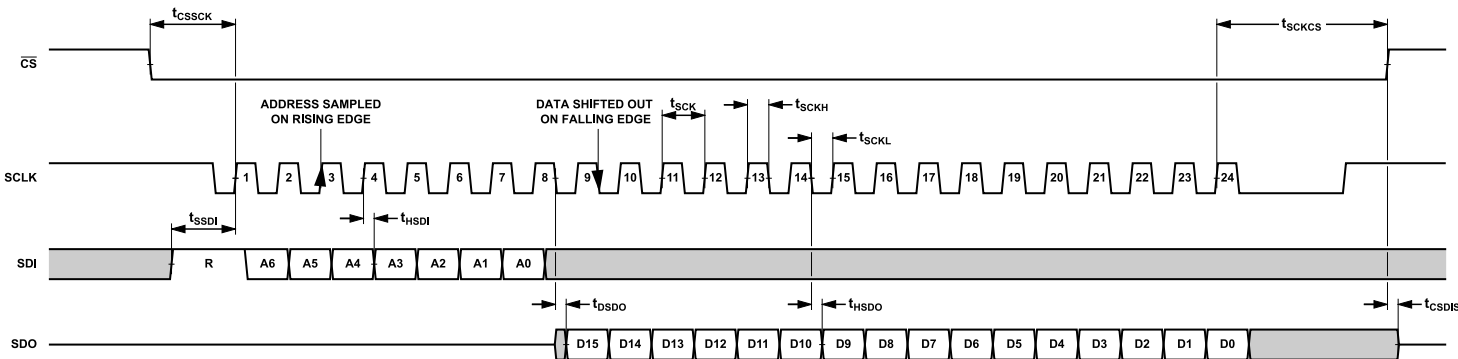 tCSSCK
tSCKCS
CS
ADDRESS SAMPLED
ON RISING EDGE
DATA SHIFTED OUT
ON FALLING EDGE
tSCK
tSCKH
tSCKL
SCLK
1 2 3 4 5 6 7 8 9 10 11 12 13 14 15 16 17 18 19 20 21 22 23 24
tSSDI
tHSDI
SDI
R A6 A5 A4 A3 A2 A1 A0
tDSDO
tHSDO
tCSDIS
SDO
D15 D14 D13 D12 D11 D10 D9 D8 D7 D6 D5 D4 D3 D2 D1 D0